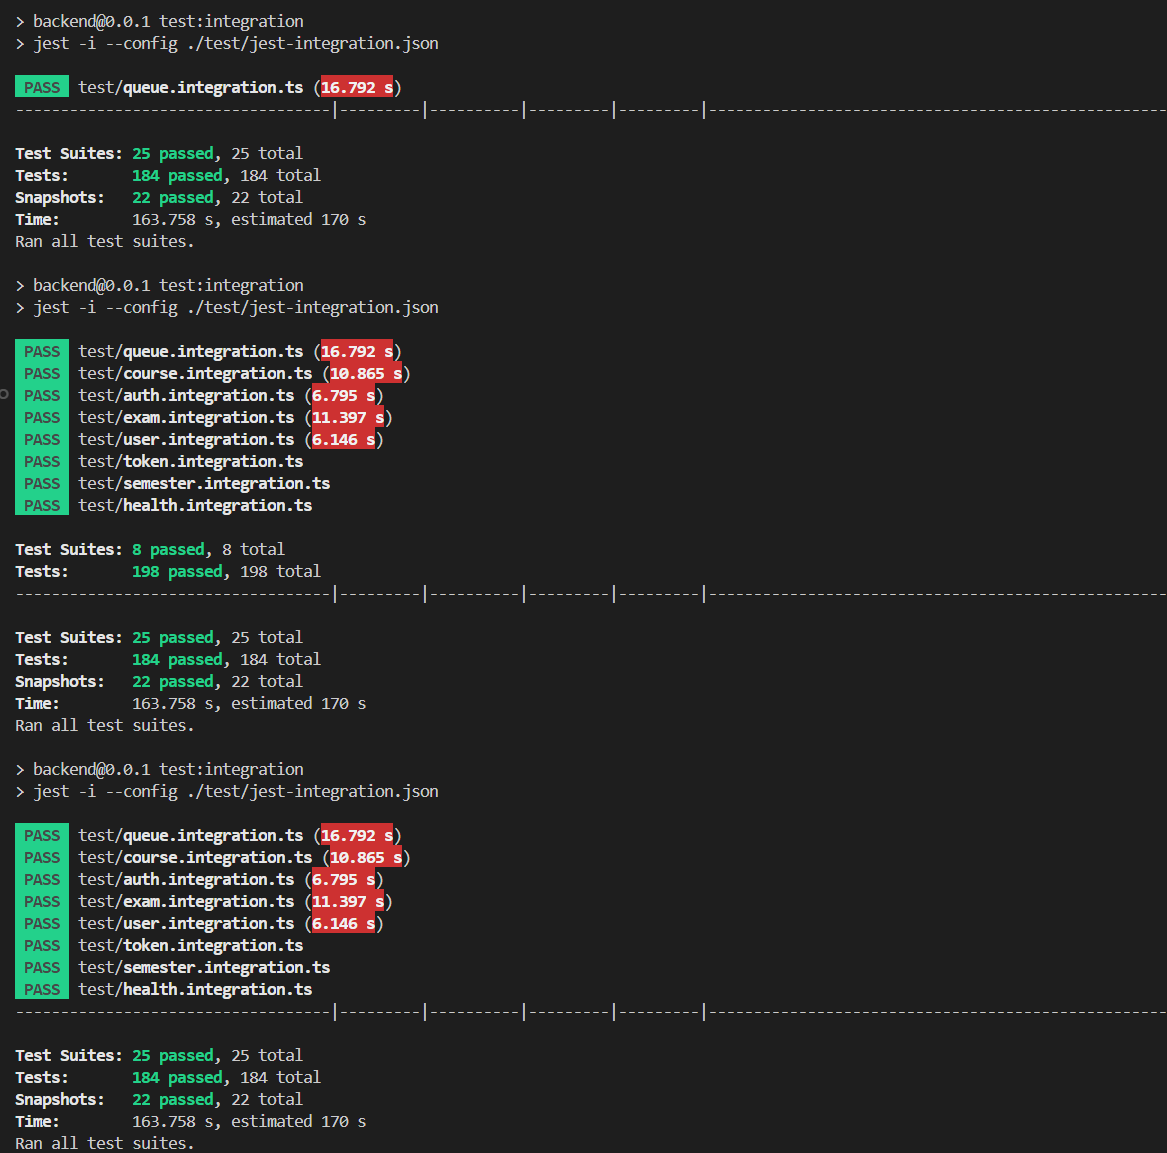 > backend@0.0.1 test:integration
> jest -i --config ./test/jest-integration.json
PASS test/queue.integration.ts (16.792 s)
---------------------------------|---------|----------|---------|---------|---------------------------------------------------
Test Suites: 25 passed, 25 total
Tests: 184 passed, 184 total
Snapshots: 22 passed, 22 total
Time: 163.758 s, estimated 170 s
Ran all test suites.
> backend@0.0.1 test:integration
> jest -i --config ./test/jest-integration.json
PASS test/queue.integration.ts (16.792 s)
PASS test/course.integration.ts (10.865 s)
PASS test/auth.integration.ts (6.795 s)
PASS test/exam.integration.ts (11.397 s)
PASS test/user.integration.ts (6.146 s)
PASS test/token.integration.ts
PASS test/semester.integration.ts
PASS test/health.integration.ts
Test Suites: 8 passed, 8 total
Tests: 198 passed, 198 total
---------------------------------|---------|----------|---------|---------|---------------------------------------------------
Test Suites: 25 passed, 25 total
Tests: 184 passed, 184 total
Snapshots: 22 passed, 22 total
Time: 163.758 s, estimated 170 s
Ran all test suites.
> backend@0.0.1 test:integration
> jest -i --config ./test/jest-integration.json
PASS test/queue.integration.ts (16.792 s)
PASS test/course.integration.ts (10.865 s)
PASS test/auth.integration.ts (6.795 s)
PASS test/exam.integration.ts (11.397 s)
PASS test/user.integration.ts (6.146 s)
PASS test/token.integration.ts
PASS test/semester.integration.ts
PASS test/health.integration.ts
---------------------------------|---------|----------|---------|---------|---------------------------------------------------
Test Suites: 25 passed, 25 total
Tests: 184 passed, 184 total
Snapshots: 22 passed, 22 total
Time: 163.758 s, estimated 170 s
Ran all test suites.